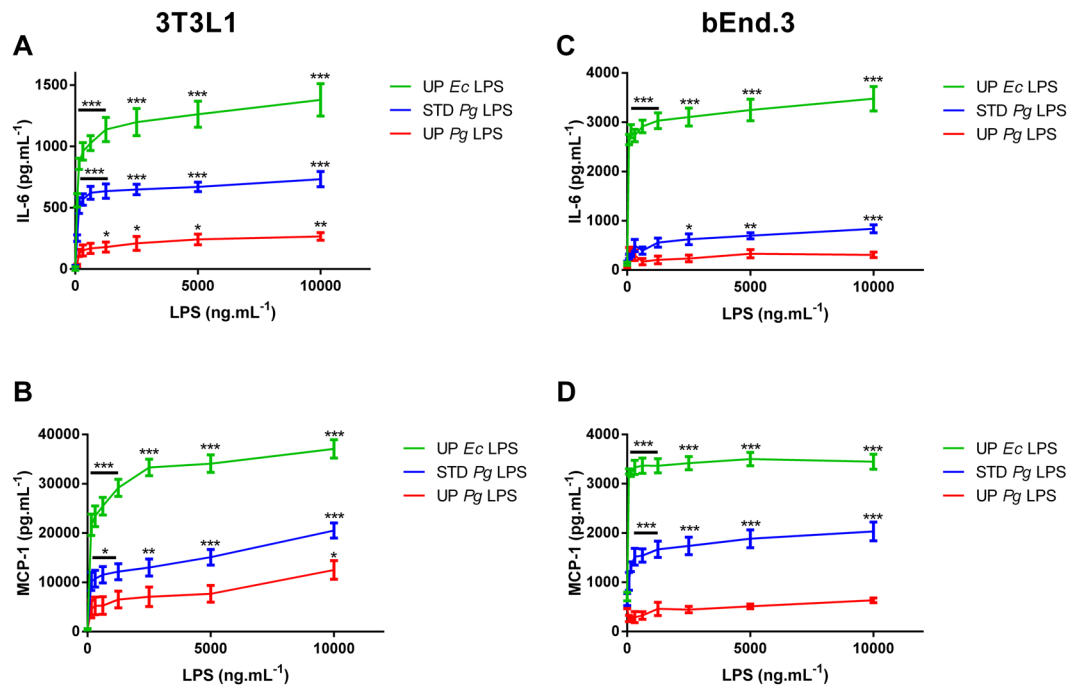 3T3L1
bEnd.3
A
1500
1000
500
0
IL-6 (pg.mL⁻¹)
***
***
***
***
***
***
***
***
***
*
*
*
**
0
5000
10000
LPS (ng.mL⁻¹)
UP Ec LPS
STD Pg LPS
UP Pg LPS
C
4000
3000
2000
1000
0
IL-6 (pg.mL⁻¹)
***
***
***
***
*
**
***
0
5000
10000
LPS (ng.mL⁻¹)
UP Ec LPS
STD Pg LPS
UP Pg LPS
B
40000
30000
20000
10000
0
MCP-1 (pg.mL⁻¹)
***
***
***
***
*
**
***
***
*
0
5000
10000
LPS (ng.mL⁻¹)
UP Ec LPS
STD Pg LPS
UP Pg LPS
D
4000
3000
2000
1000
0
MCP-1 (pg.mL⁻¹)
***
***
***
***
***
***
***
***
0
5000
10000
LPS (ng.mL⁻¹)
UP Ec LPS
STD Pg LPS
UP Pg LPS